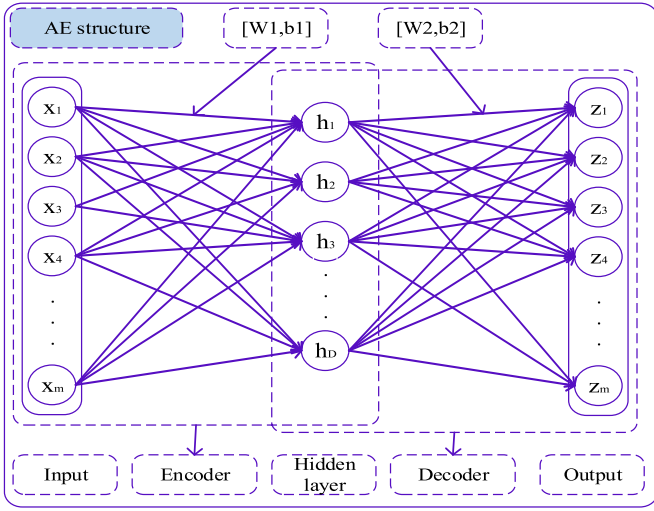 AE structure
[W1,b1]
[W2,b2]
x1
x2
x3
x4
.
.
.
xm
h1
h2
h3
.
.
.
hD
z1
z2
z3
z4
.
.
.
zm
Input
Encoder
Hidden
layer
Decoder
Output